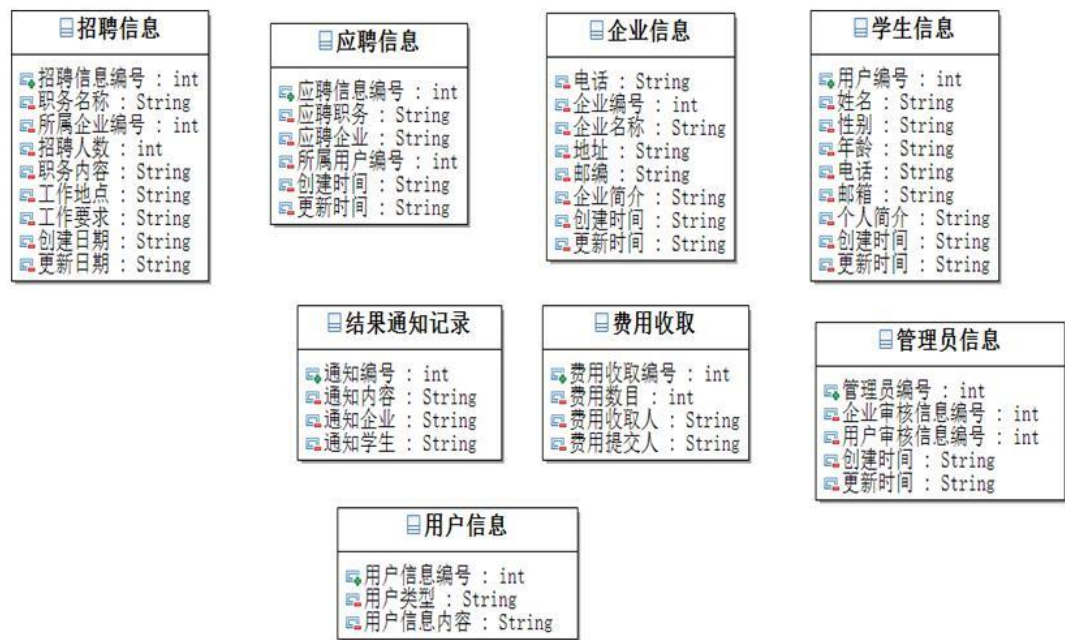 招聘信息
招聘信息编号 : int
职务名称 : String
所属企业编号 : int
招聘人数 : int
职务内容 : String
工作地点 : String
工作要求 : String
创建日期 : String
更新日期 : String
应聘信息
应聘信息编号 : int
应聘职务 : String
应聘企业 : String
所属用户编号 : int
创建时间 : String
更新时间 : String
企业信息
电话 : String
企业编号 : int
企业名称 : String
地址 : String
邮编 : String
企业简介 : String
创建时间 : String
更新时间 : String
学生信息
用户编号 : int
姓名 : String
性别 : String
年龄 : String
电话 : String
邮箱 : String
个人简介 : String
创建时间 : String
更新时间 : String
结果通知记录
通知编号 : int
通知内容 : String
通知企业 : String
通知学生 : String
费用收取
费用收取编号 : int
费用数目 : int
费用收取人 : String
费用提交人 : String
管理员信息
管理员编号 : int
企业审核信息编号 : int
用户审核信息编号 : int
创建时间 : String
更新时间 : String
用户信息
用户信息编号 : int
用户类型 : String
用户信息内容 : String